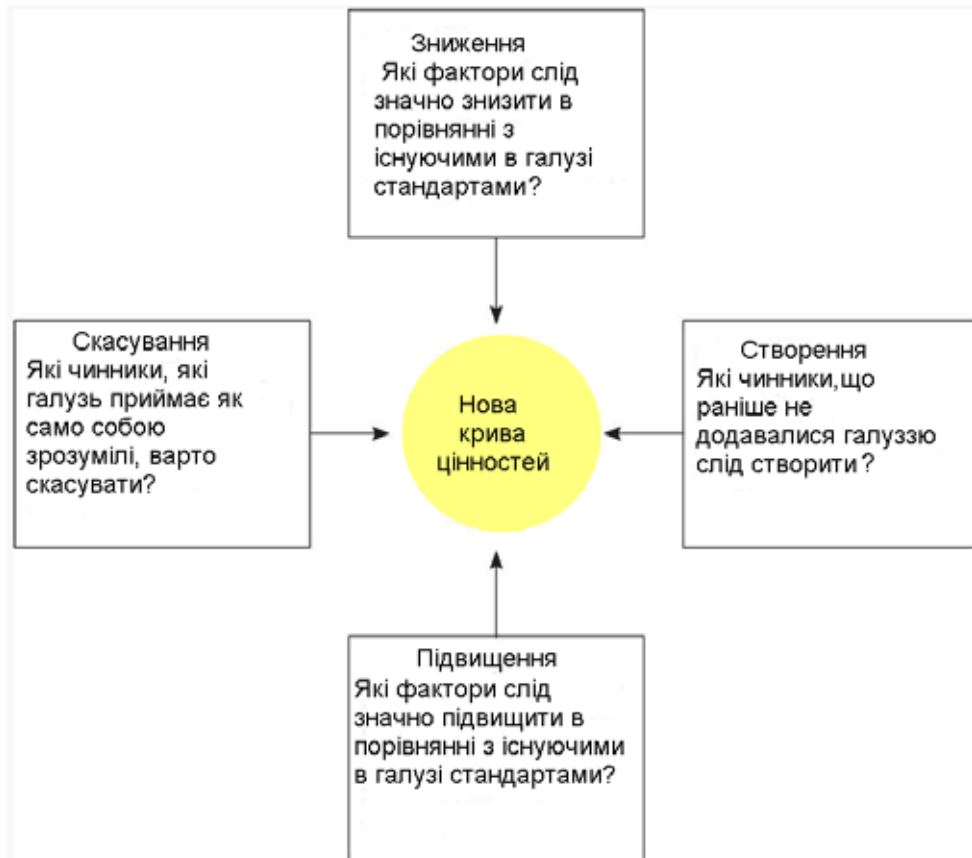 Зниження
Які фактори слід
значно знизити в
порівнянні з
існуючими в галузі
стандартами?
Скасування
Які чинники, які
галузь приймає як
само собою
зрозумілі, варто
скасувати?
Нова
крива
цінностей
Створення
Які чинники,що
раніше не
додавалися галуззю
слід створити?
Підвищення
Які фактори слід
значно підвищити в
порівнянні з існуючими
в галузі стандартами?